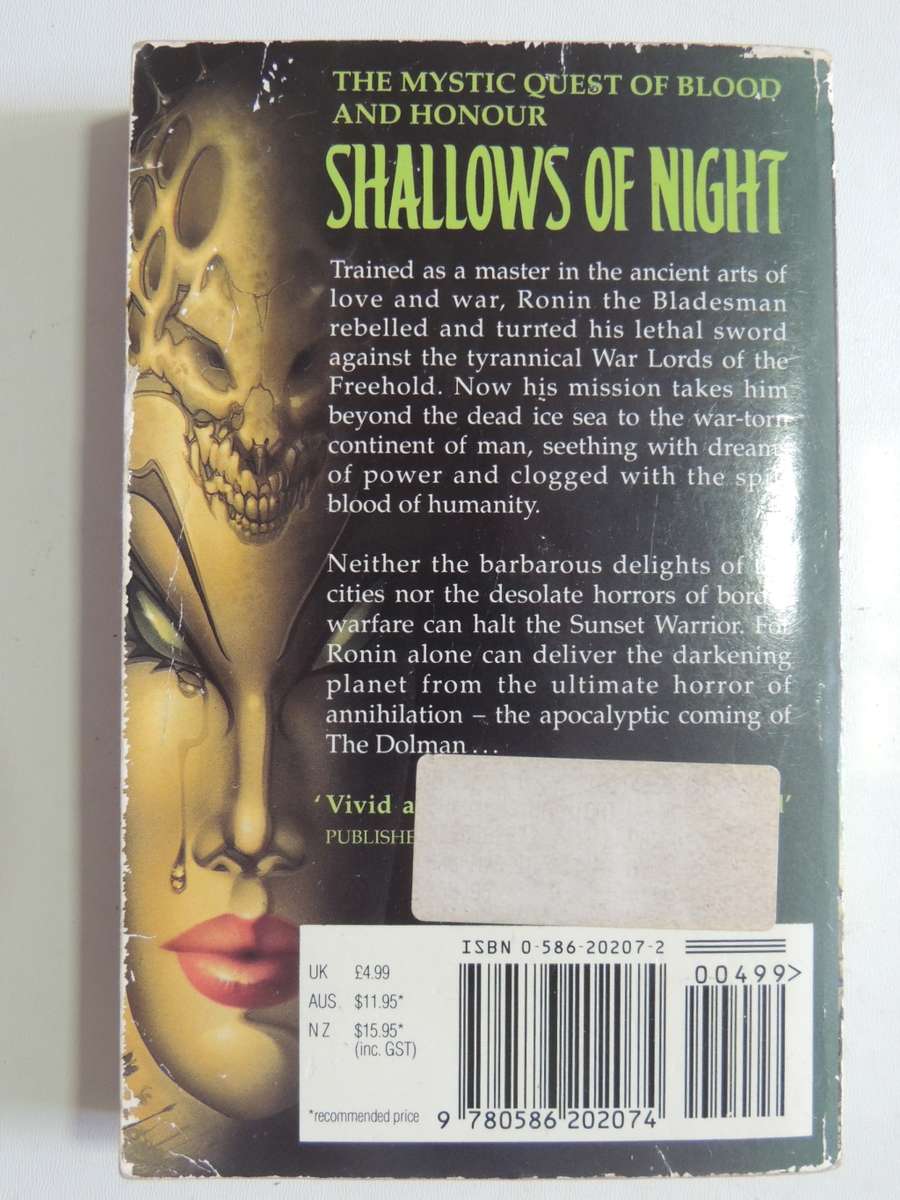 THE MYSTIC QUEST OF BLOOD
AND HONOUR
SHALLOWS OF NIGHT
Trained as a master in the ancient arts of
love and war, Ronin the Bladesman
rebelled and turned his lethal sword
against the tyrannical War Lords of the
Freehold. Now his mission takes him
beyond the dead ice sea to the war-torn
continent of man, seething with dreams
of power and clogged with the
blood of humanity.
Neither the barbarous delights of
cities nor the desolate horrors of border
warfare can halt the Sunset Warrior. For
Ronin alone can deliver the darkening
planet from the ultimate horror of
annihilation – the apocalyptic coming of
The Dolman...
'Vivid
ISBN 0-586-20207-2
00499>
UK £4.99
AUS. $11.95*
NZ $15.95*
(inc. GST)
*recommended price
9 780586 202074